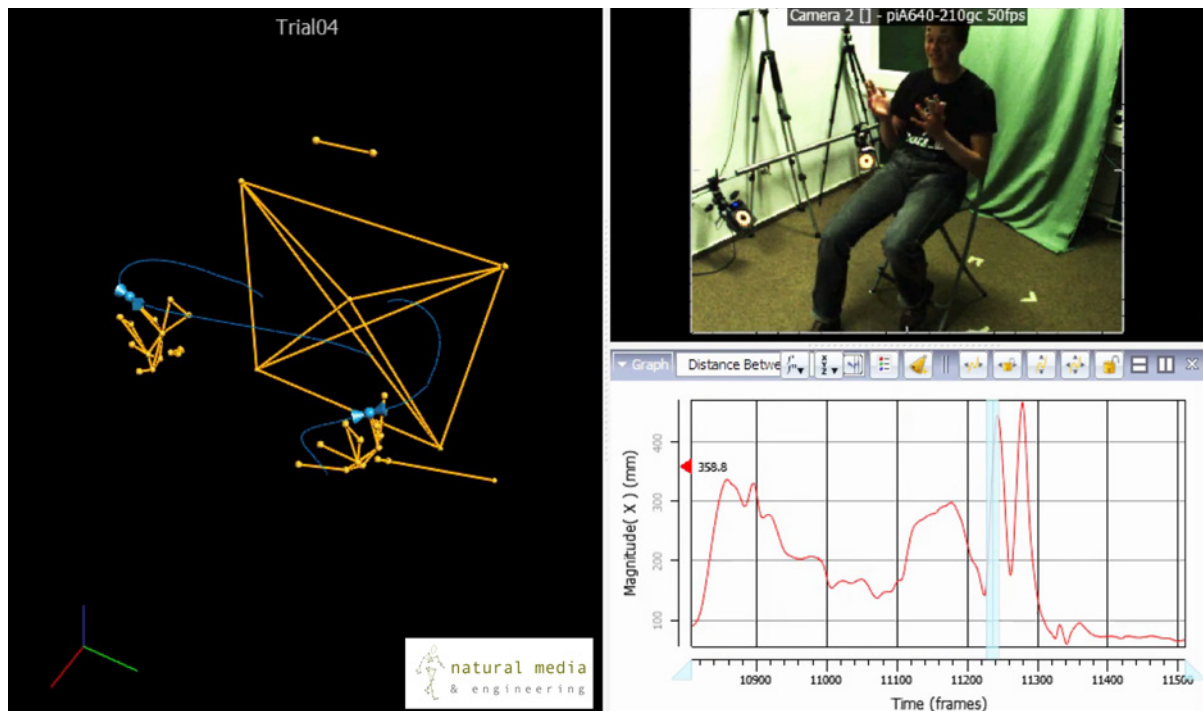 Trial04
Camera 2 [] - piA640-210gc 50fps
Graph
Distance Betwe
Magnitude( X ) (mm)
400
300
200
100
358.8
10900
11000
11100
11200
11300
11400
11500
Time (frames)
natural media
& engineering